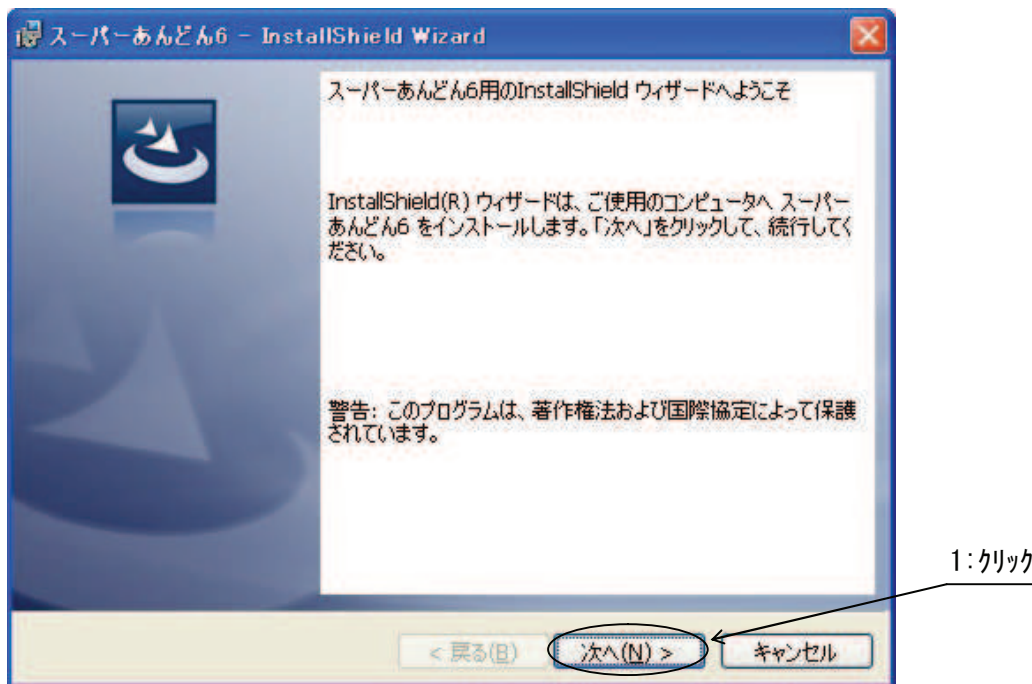 スーパーあんどん6 - InstallShield Wizard
スーパーあんどん6用のInstallShield ウィザードへようこそ
InstallShield(R) ウィザードは、ご使用のコンピュータへ スーパー
あんどん6 をインストールします。「次へ」をクリックして、続行してく
ださい。
警告: このプログラムは、著作権法および国際協定によって保護
されています。
1:クリック
< 戻る(B)
次へ(N) >
キャンセル